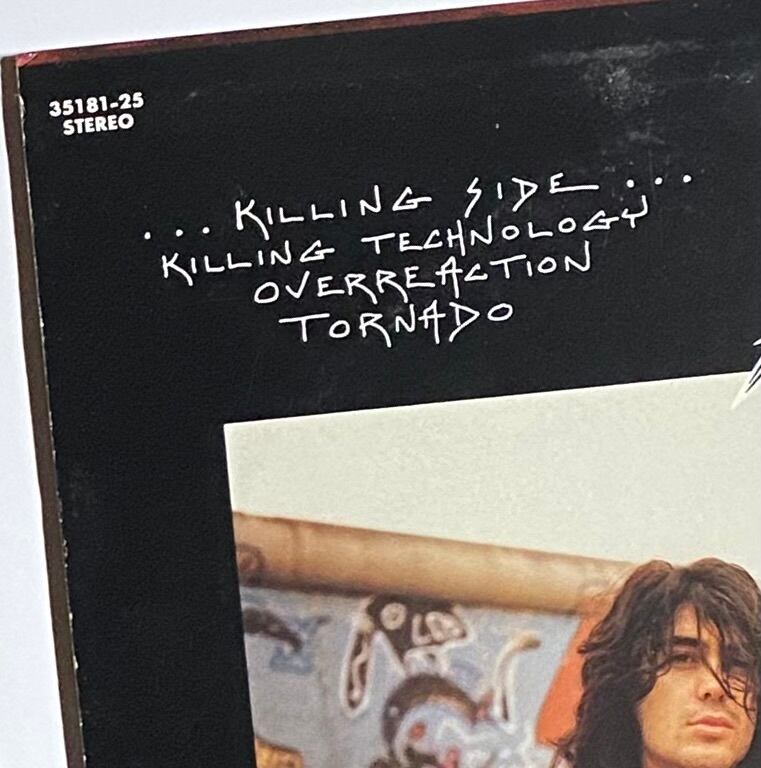 35181-25
STEREO
...KILLING SIDE...
KILLING TECHNOLOGY
OVERREACTION
TORNADO